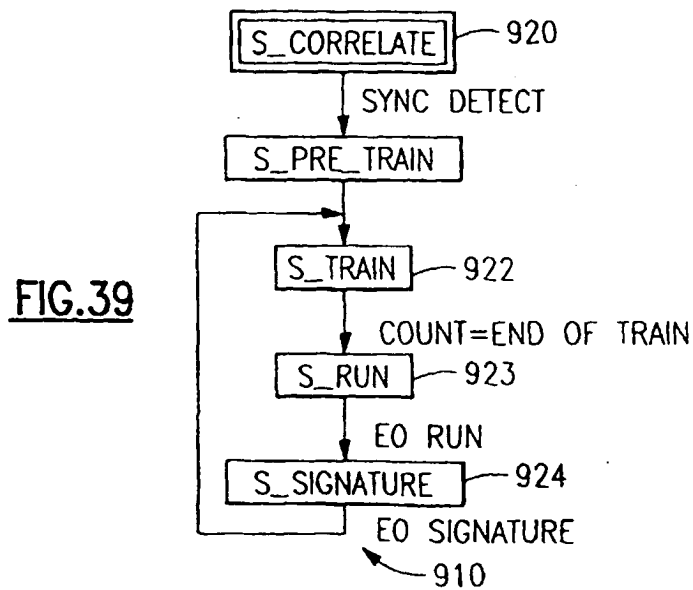 S_CORRELATE
920
SYNC DETECT
S_PRE_TRAIN
S_TRAIN
922
FIG.39
COUNT=END OF TRAIN
S_RUN
923
EO RUN
S_SIGNATURE
924
EO SIGNATURE
910